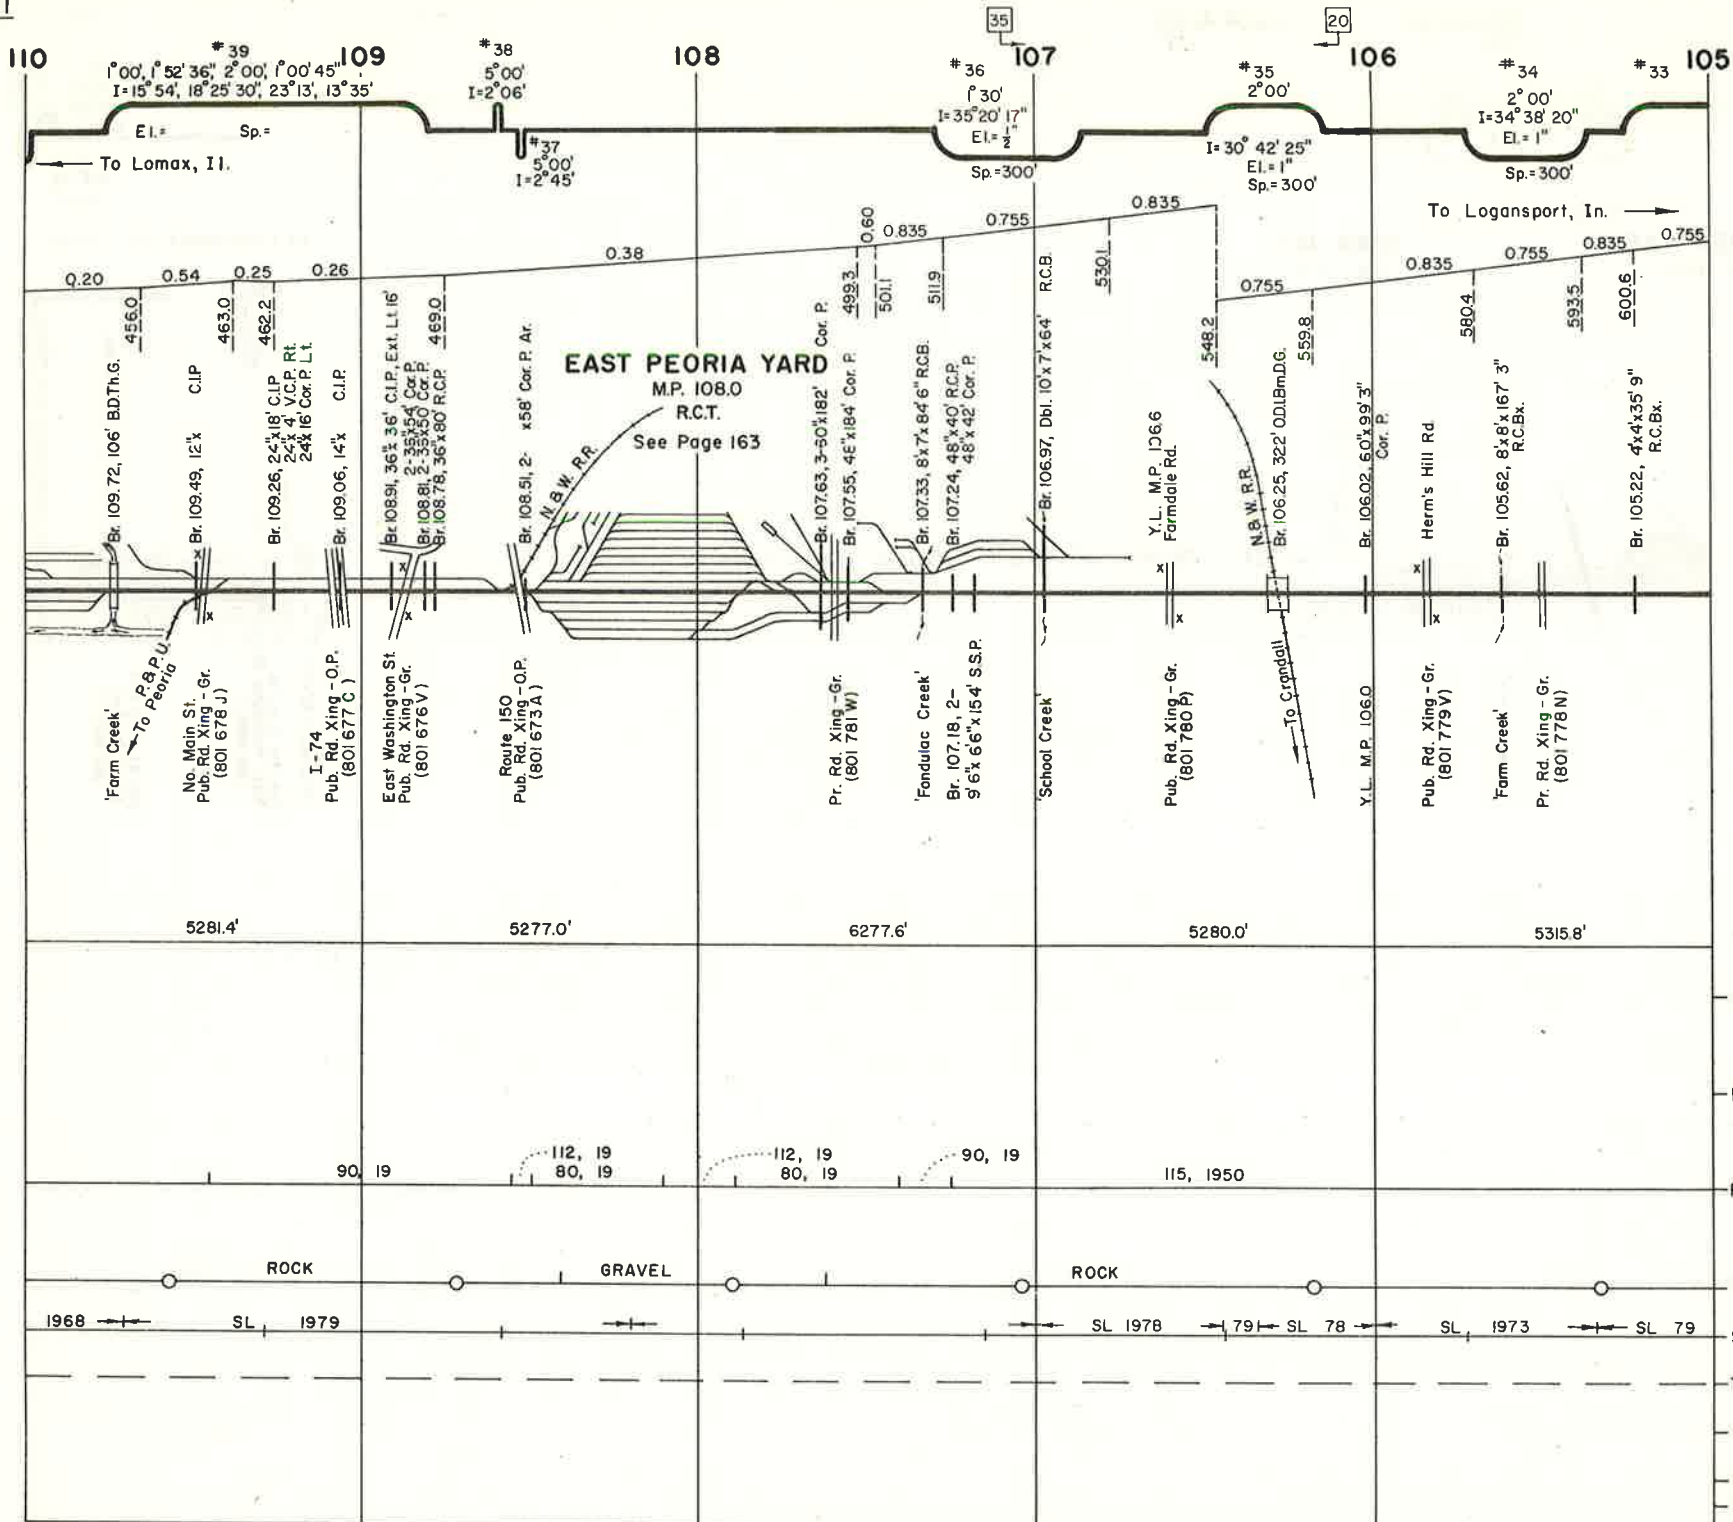 35
20
110
109
108
107
106
105
#39
1°00', 1°52'36", 2°00', 1°00'45"
I=15°54', 18°25'30", 23°13', 13°35'
El.= Sp.=
#38
5°00'
I=2°06'
#37
5°00'
I=2°45'
#36
1°30'
I=35°20'17"
El.=½"
Sp.=300'
#35
2°00'
I=30°42'25"
El.=1"
Sp.=300'
#34
2°00'
I=34°38'20"
El.=1"
Sp.=300'
#33
To Lomax, Il.
To Logansport, In.
0.20
0.54
0.25
0.26
0.38
0.60
0.835
0.755
0.835
0.755
0.835
0.755
0.835
0.755
456.0
463.0
462.2
469.0
499.3
501.1
511.9
530.1
548.2
559.8
580.4
593.5
600.6
Br. 109.72, 106' B.D.Th.G.
Br. 109.49, 12"x C.I.P
Br. 109.26, 24"x18' C.I.P
24"x 4' V.C.P. Rt.
24"x16' Cor. P. Lt.
Br. 109.06, 14"x C.I.P.
Br. 108.91, 36"x 36' C.I.P., Ext. Lt. 16'
2-35"x54' Cor. P.
Br. 108.81, 2-35"x50' Cor. P.
Br. 108.78, 36"x80' R.C.P.
Br. 108.51, 2- x58' Cor. P. Ar.
N. & W. R.R.
EAST PEORIA YARD
M.P. 108.0
R.C.T.
See Page 163
Br. 107.63, 3-60"x182' Cor. P.
Br. 107.55, 48"x184' Cor. P.
Br. 107.33, 8'x7'x84'6" R.C.B.
Br. 107.24, 48"x40' R.C.P.
48"x42' Cor. P.
Br. 106.97, Dbl. 10'x7'x64' R.C.B.
Y.L. M.P. 106.6
Farmdale Rd.
N.& W. R.R.
Br. 106.25, 322' O.D.I.Bm.D.G.
Br. 106.02, 60"x99'3"
Cor. P.
Herm's Hill Rd.
Br. 105.62, 8'x8'x167' 3"
R.C.Bx.
Br. 105.22, 4'x4'x35' 9"
R.C.Bx.
'Farm Creek'
P.& P.U.
To Peoria
No. Main St.
Pub. Rd. Xing - Gr.
(801 678 J)
I-74
Pub. Rd. Xing - O.P.
(801 677 C)
East Washington St.
Pub. Rd. Xing - Gr.
(801 676 V)
Route 150
Pub. Rd. Xing - O.P.
(801 673 A)
Pr. Rd. Xing - Gr.
(801 781 W)
'Fondulac Creek'
Br. 107.18, 2-
9'6"x 6'6"x154' S.S.P.
'School Creek'
Pub. Rd. Xing - Gr.
(801 780 P)
To Crandall
Y.L. M.P. 106.0
Pub. Rd. Xing - Gr.
(801 779 V)
'Farm Creek'
Pr. Rd. Xing - Gr.
(801 778 N)
5281.4'
5277.0'
6277.6'
5280.0'
5315.8'
90, 19
112, 19
80, 19
112, 19
80, 19
90, 19
115, 1950
ROCK
GRAVEL
ROCK
1968
SL 1979
SL 1978
79
SL 78
SL 1973
SL 79